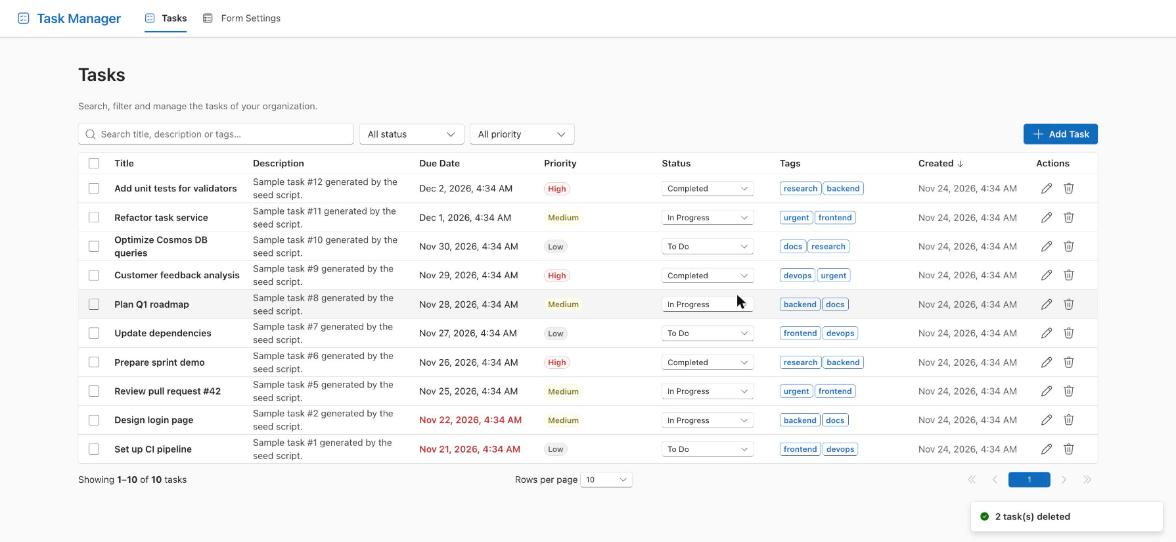 Task Manager Tasks Form Settings
Tasks
Search, filter and manage the tasks of your organization.
Search title, description or tags... All status All priority Add Task
Title Description Due Date Priority Status Tags Created ↓ Actions
Add unit tests for validators Sample task #12 generated by the seed script. Dec 2, 2026, 4:34 AM High Completed research backend Nov 24, 2026, 4:34 AM
Refactor task service Sample task #11 generated by the seed script. Dec 1, 2026, 4:34 AM Medium In Progress urgent frontend Nov 24, 2026, 4:34 AM
Optimize Cosmos DB queries Sample task #10 generated by the seed script. Nov 30, 2026, 4:34 AM Low To Do docs research Nov 24, 2026, 4:34 AM
Customer feedback analysis Sample task #9 generated by the seed script. Nov 29, 2026, 4:34 AM High Completed devops urgent Nov 24, 2026, 4:34 AM
Plan Q1 roadmap Sample task #8 generated by the seed script. Nov 28, 2026, 4:34 AM Medium In Progress backend docs Nov 24, 2026, 4:34 AM
Update dependencies Sample task #7 generated by the seed script. Nov 27, 2026, 4:34 AM Low To Do frontend devops Nov 24, 2026, 4:34 AM
Prepare sprint demo Sample task #6 generated by the seed script. Nov 26, 2026, 4:34 AM High Completed research backend Nov 24, 2026, 4:34 AM
Review pull request #42 Sample task #5 generated by the seed script. Nov 25, 2026, 4:34 AM Medium In Progress urgent frontend Nov 24, 2026, 4:34 AM
Design login page Sample task #2 generated by the seed script. Nov 22, 2026, 4:34 AM Medium In Progress backend docs Nov 24, 2026, 4:34 AM
Set up CI pipeline Sample task #1 generated by the seed script. Nov 21, 2026, 4:34 AM Low To Do frontend devops Nov 24, 2026, 4:34 AM
Showing 1–10 of 10 tasks Rows per page 10 1
2 task(s) deleted